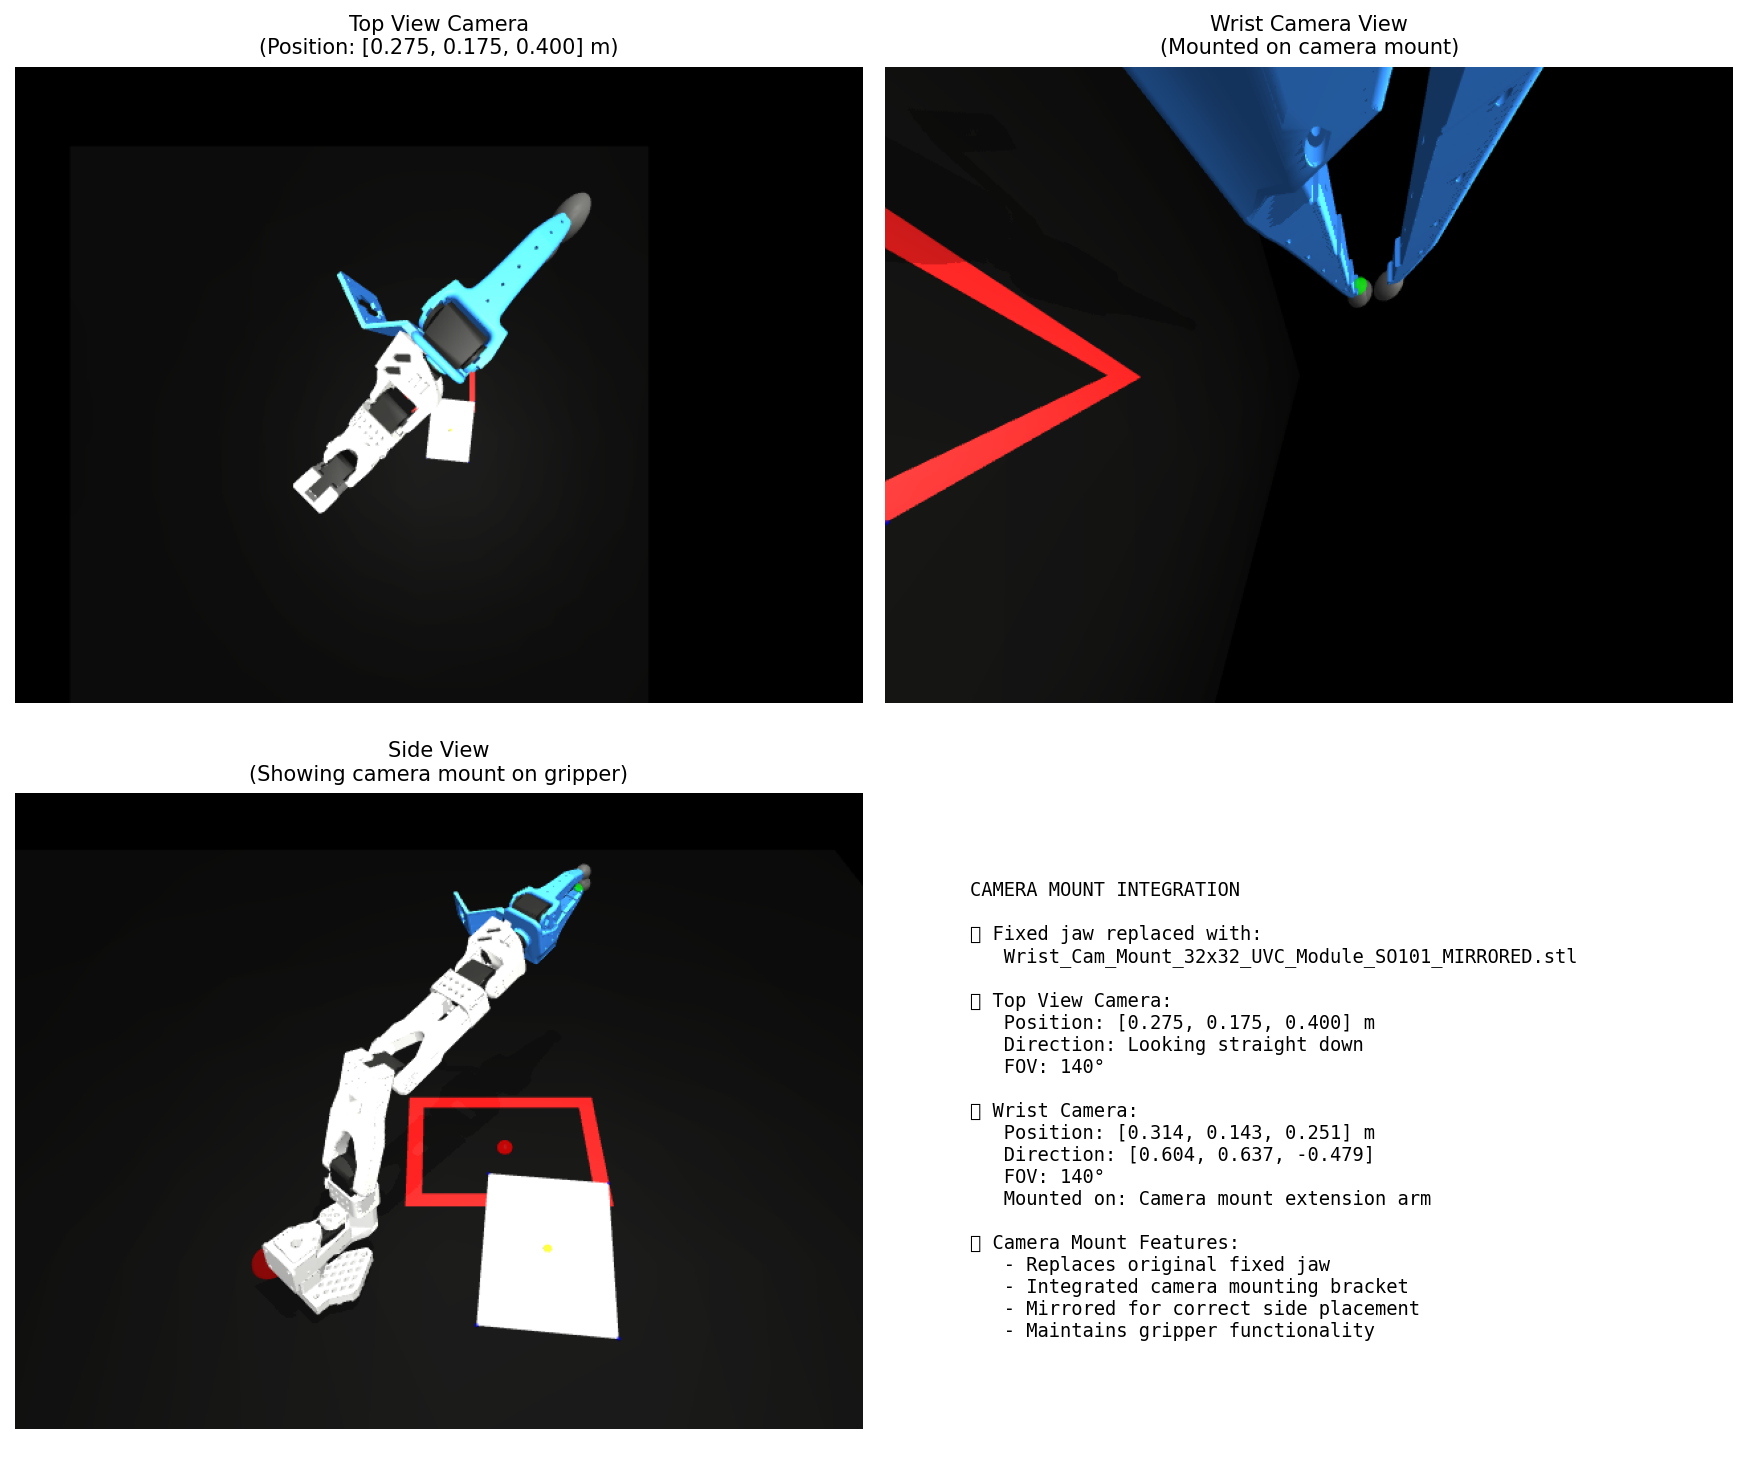 Top View Camera
(Position: [0.275, 0.175, 0.400] m)
Wrist Camera View
(Mounted on camera mount)
Side View
(Showing camera mount on gripper)
CAMERA MOUNT INTEGRATION
Fixed jaw replaced with:
Wrist_Cam_Mount_32x32_UVC_Module_SO101_MIRRORED.stl
Top View Camera:
Position: [0.275, 0.175, 0.400] m
Direction: Looking straight down
FOV: 140°
Wrist Camera:
Position: [0.314, 0.143, 0.251] m
Direction: [0.604, 0.637, -0.479]
FOV: 140°
Mounted on: Camera mount extension arm
Camera Mount Features:
- Replaces original fixed jaw
- Integrated camera mounting bracket
- Mirrored for correct side placement
- Maintains gripper functionality